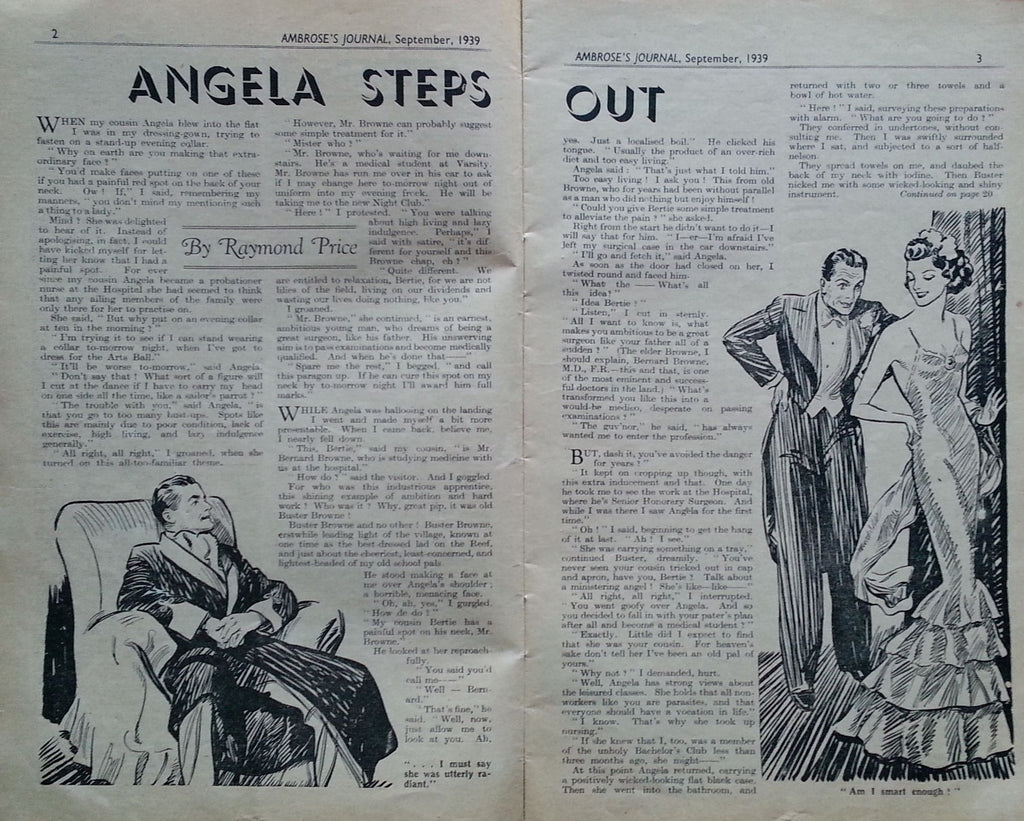 2
AMBROSE'S JOURNAL, September, 1939
ANGELA STEPS
WHEN my cousin Angela blew into the flat
I was in my dressing-gown, trying to
fasten on a stand-up evening collar.
"Why on earth are you making that extra-
ordinary face?"
"You'd make faces putting on one of these
if you had a painful red spot on the back of your
neck. Ow! If," I said, remembering my
manners, "you don't mind my mentioning such
a thing to a lady."
Mind? She was delighted
to hear of it. Instead of
apologising, in fact, I could
have kicked myself for let-
ting her know that I had a
painful spot. For ever
since my cousin Angela became a probationer
nurse at the Hospital she had seemed to think
that any ailing members of the family were
only there for her to practise on.
She said, "But why put on an evening collar
at ten in the morning?"
"I'm trying it to see if I can stand wearing
a collar to-morrow night, when I've got to
dress for the Arts Ball."
"It'll be worse to-morrow," said Angela.
"Don't say that! What sort of a figure will
I cut at the dance if I have to carry my head
on one side all the time, like a sailor's parrot?"
"The trouble with you," said Angela, "is
that you go to too many bust-ups. Spots like
this are mainly due to poor condition, lack of
exercise, high living, and lazy indulgence
generally."
"All right, all right," I groaned, when she
turned on this all-too-familiar theme.
By Raymond Price
"However, Mr. Browne can probably suggest
some simple treatment for it."
"Mister who?"
"Mr. Browne, who's waiting for me down-
stairs. He's a medical student at Varsity.
Mr. Browne has run me over in his car to ask
if I may change here to-morrow night out of
uniform into my evening frock. He will be
taking me to the new Night Club."
"Here!" I protested. "You were talking
about high living and lazy
indulgence. Perhaps," I
said with satire, "it's dif-
ferent for yourself and this
Browne chap, eh?"
"Quite different. We
are entitled to relaxation, Bertie, for we are not
lilies of the field, living on our dividends and
wasting our lives doing nothing, like you."
I groaned.
"Mr. Browne," she continued, "is an earnest,
ambitious young man, who dreams of being a
great surgeon, like his father. His unswerving
aim is to pass examinations and become medically
qualified. And when he's done that——"
"Spare me the rest," I begged, "and call
this paragon up. If he can cure this spot on my
neck by to-morrow night I'll award him full
marks."
WHILE Angela was hallooing on the landing
I went and made myself a bit more
presentable. When I came back, believe me,
I nearly fell down.
"This, Bertie," said my cousin, "is Mr.
Bernard Browne, who is studying medicine with
us at the hospital."
"How do?" said the visitor. And I goggled.
For who was this industrious apprentice,
this shining example of ambition and hard
work? Who was it? Why, great pip, it was old
Buster Browne!
Buster Browne and no other! Buster Browne,
erstwhile leading light of the village, known at
one time as the best-dressed lad on the Reef,
and just about the cheeriest, least-concerned, and
lightest-headed of my old school pals.
He stood making a face at
me over Angela's shoulder;
a horrible, menacing face.
"Oh, ah, yes," I gurgled.
"How de do?"
"My cousin Bertie has a
painful spot on his neck, Mr.
Browne."
He looked at her reproach-
fully.
"You said you'd
call me——"
"Well — Bern-
ard."
"That's fine," he
said. "Well, now,
just allow me to
look at you. Ah,
". . . I must say
she was utterly ra-
diant."
AMBROSE'S JOURNAL, September, 1939
3
OUT
yes. Just a localised boil." He clicked his
tongue. "Usually the product of an over-rich
diet and too easy living."
Angela said: "That's just what I told him."
Too easy living! I ask you! This from old
Browne, who for years had been without parallel
as a man who did nothing but enjoy himself!
"Could you give Bertie some simple treatment
to alleviate the pain?" she asked.
Right from the start he didn't want to do it—I
will say that for him. "I—er—I'm afraid I've
left my surgical case in the car downstairs."
"I'll go and fetch it," said Angela.
As soon as the door had closed on her, I
twisted round and faced him.
"What the —— What's all
this idea?"
"Idea Bertie?"
"Listen," I cut in sternly.
"All I want to know is, what
makes you ambitious to be a great
surgeon like your father all of a
sudden?" (The elder Browne, I
should explain, Bernard Browne,
M.D., F.R.—this and that, is one
of the most eminent and success-
ful doctors in the land.) "What's
transformed you like this into a
would-be medico, desperate on passing
examinations?"
"The guv'nor," he said, "has always
wanted me to enter the profession."
BUT, dash it, you've avoided the danger
for years?"
"It kept on cropping up though, with
this extra inducement and that. One day
he took me to see the work at the Hospital,
where he's Senior Honorary Surgeon. And
while I was there I saw Angela for the first
time."
"Oh!" I said, beginning to get the hang
of it at last. "Ah! I see."
"She was carrying something on a tray,"
continued Buster, dreamily. "You've
never seen your cousin tricked out in cap
and apron, have you, Bertie? Talk about
a ministering angel! She's like—like——"
"All right, all right," I interrupted.
"You went goofy over Angela. And so
you decided to fall in with your pater's plan
after all and become a medical student?"
"Exactly. Little did I expect to find
that she was your cousin. For heaven's
sake don't tell her I've been an old pal of
yours."
"Why not?" I demanded, hurt.
"Well, Angela has strong views about
the leisured classes. She holds that all non-
workers like you are parasites, and that
everyone should have a vocation in life."
"I know. That's why she took up
nursing."
"If she knew that I, too, was a member
of the unholy Bachelor's Club less than
three months ago, she might——"
At this point Angela returned, carrying
a positively wicked-looking flat black case.
Then she went into the bathroom, and
returned with two or three towels and a
bowl of hot water.
"Here!" I said, surveying these preparations
with alarm. "What are you going to do?"
They conferred in undertones, without con-
sulting me. Then I was swiftly surrounded
where I sat, and subjected to a sort of half-
nelson.
They spread towels on me, and daubed the
back of my neck with iodine. Then Buster
nicked me with some wicked-looking and shiny
instrument.
Continued on page 20
"Am I smart enough?"